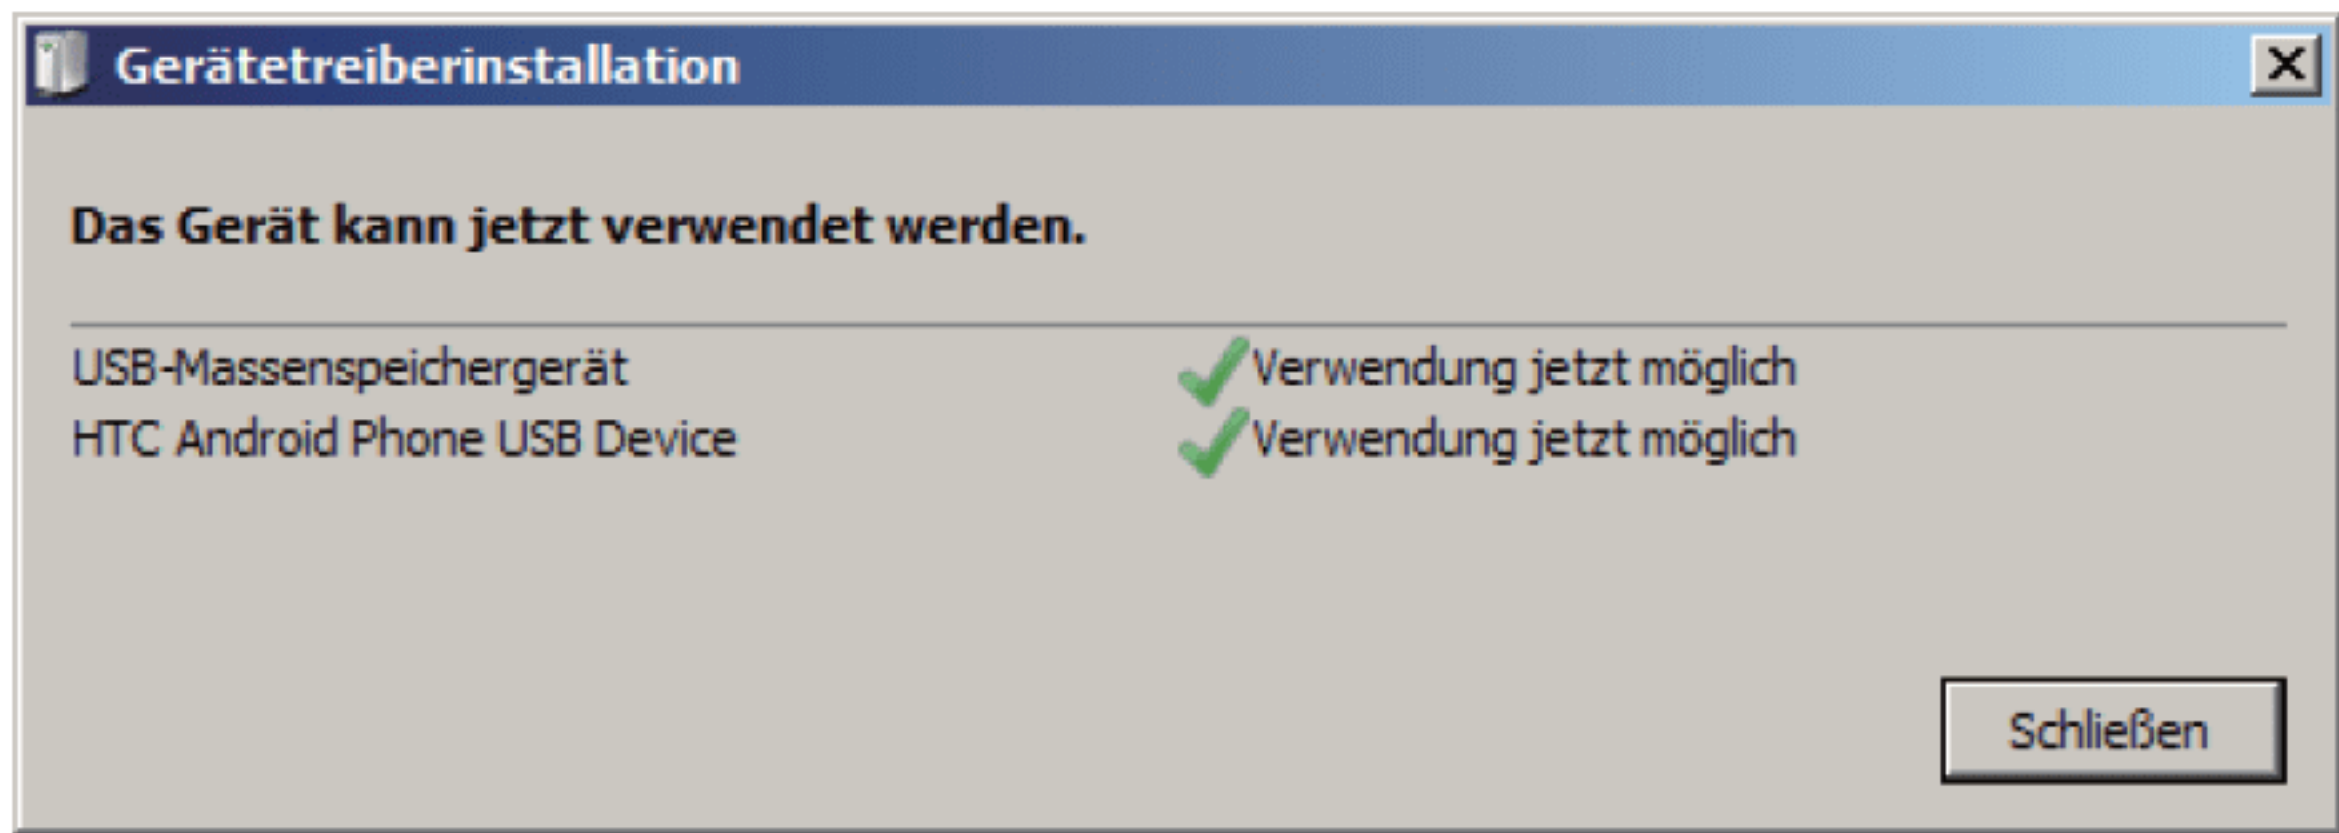 Gerätetreiberinstallation
Das Gerät kann jetzt verwendet werden.
USB-Massenspeichergerät Verwendung jetzt möglich
HTC Android Phone USB Device Verwendung jetzt möglich
Schließen